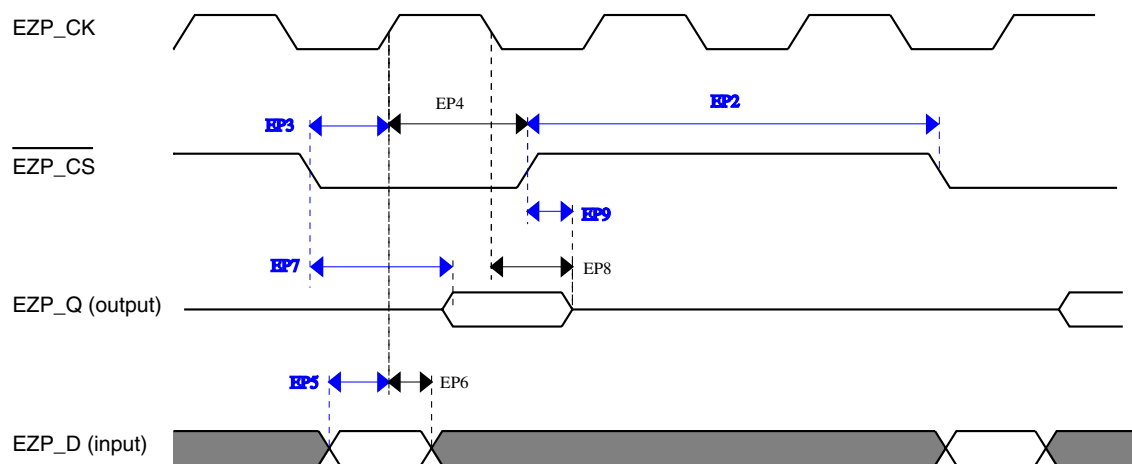 EZP_CK
EP4
EP2
EP3
EZP_CS
EP9
EP7
EP8
EZP_Q (output)
EP5
EP6
EZP_D (input)